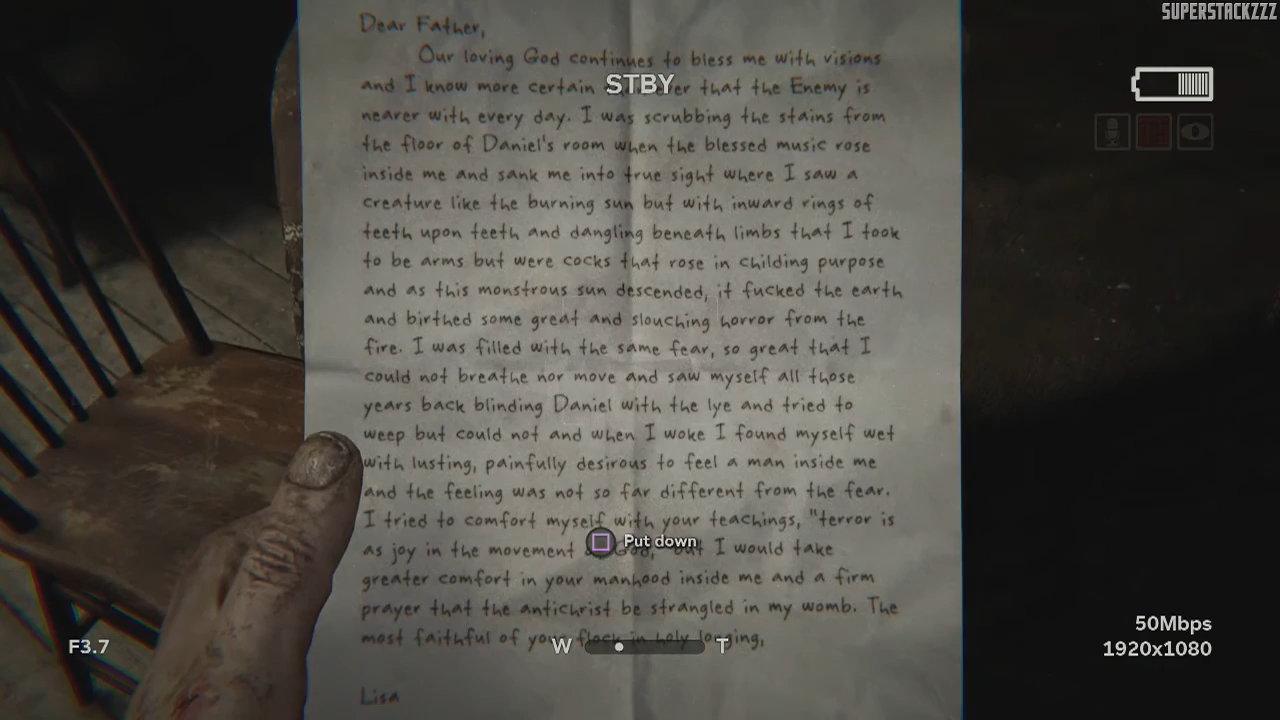 SUPERSTACKZZZ
Dear Father,
Our loving God continues to bless me with visions
STBY
and I know more certain that the Enemy is
nearer with every day. I was scrubbing the stains from
the floor of Daniel's room when the blessed music rose
inside me and sank me into true sight where I saw a
creature like the burning sun but with inward rings of
teeth upon teeth and dangling beneath limbs that I took
to be arms but were cocks that rose in childing purpose
and as this monstrous sun descended, it fucked the earth
and birthed some great and slouching horror from the
fire. I was filled with the same fear, so great that I
could not breathe nor move and saw myself all those
years back blinding Daniel with the lye and tried to
weep but could not and when I woke I found myself wet
with lusting, painfully desirous to feel a man inside me
and the feeling was not so far different from the fear.
I tried to comfort myself with your teachings, "terror is
Put down
as joy in the movement God," but I would take
greater comfort in your manhood inside me and a firm
prayer that the antichrist be strangled in my womb. The
most faithful of your flock in holy longing,
F3.7
W T
50Mbps
1920x1080
Lisa